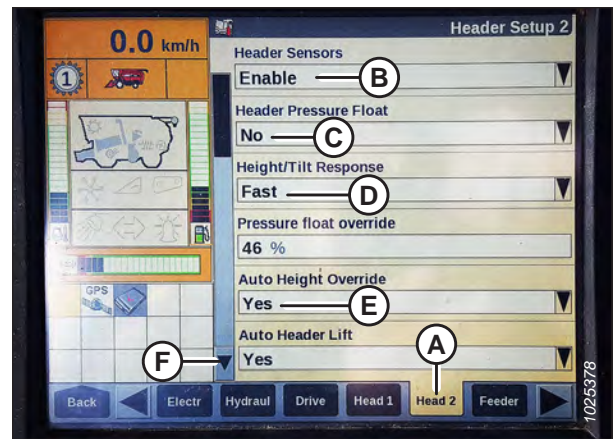 Header Setup 2
0.0 km/h
1
Header Sensors
Enable
B
Header Pressure Float
No
C
Height/Tilt Response
Fast
D
Pressure float override
46 %
Auto Height Override
Yes
E
GPS
Auto Header Lift
Yes
F
A
Back
Electr
Hydraul
Drive
Head 1
Head 2
Feeder
1025378